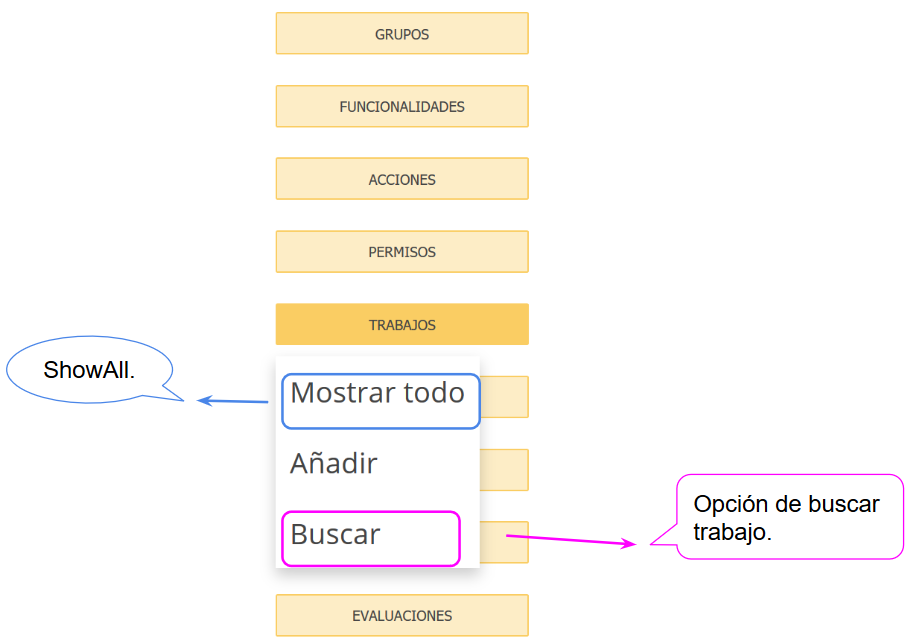 GRUPOS
FUNCIONALIDADES
ACCIONES
PERMISOS
TRABAJOS
ShowAll.
Mostrar todo
Añadir
Buscar
Opción de buscar
trabajo.
EVALUACIONES